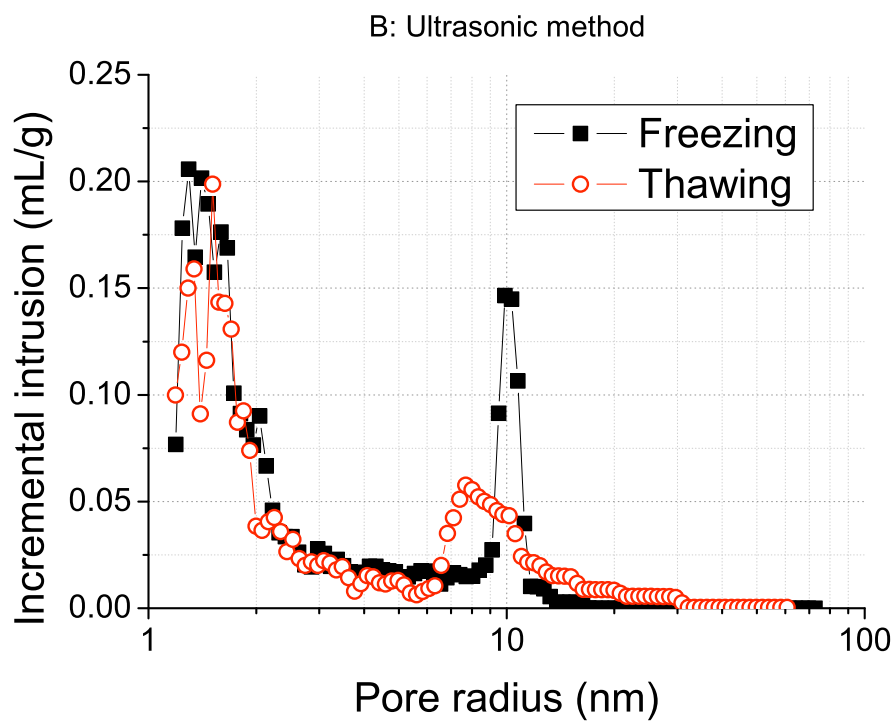 B: Ultrasonic method
Incremental intrusion (mL/g)
0.25
0.20
0.15
0.10
0.05
0.00
Freezing
Thawing
1
10
100
Pore radius (nm)